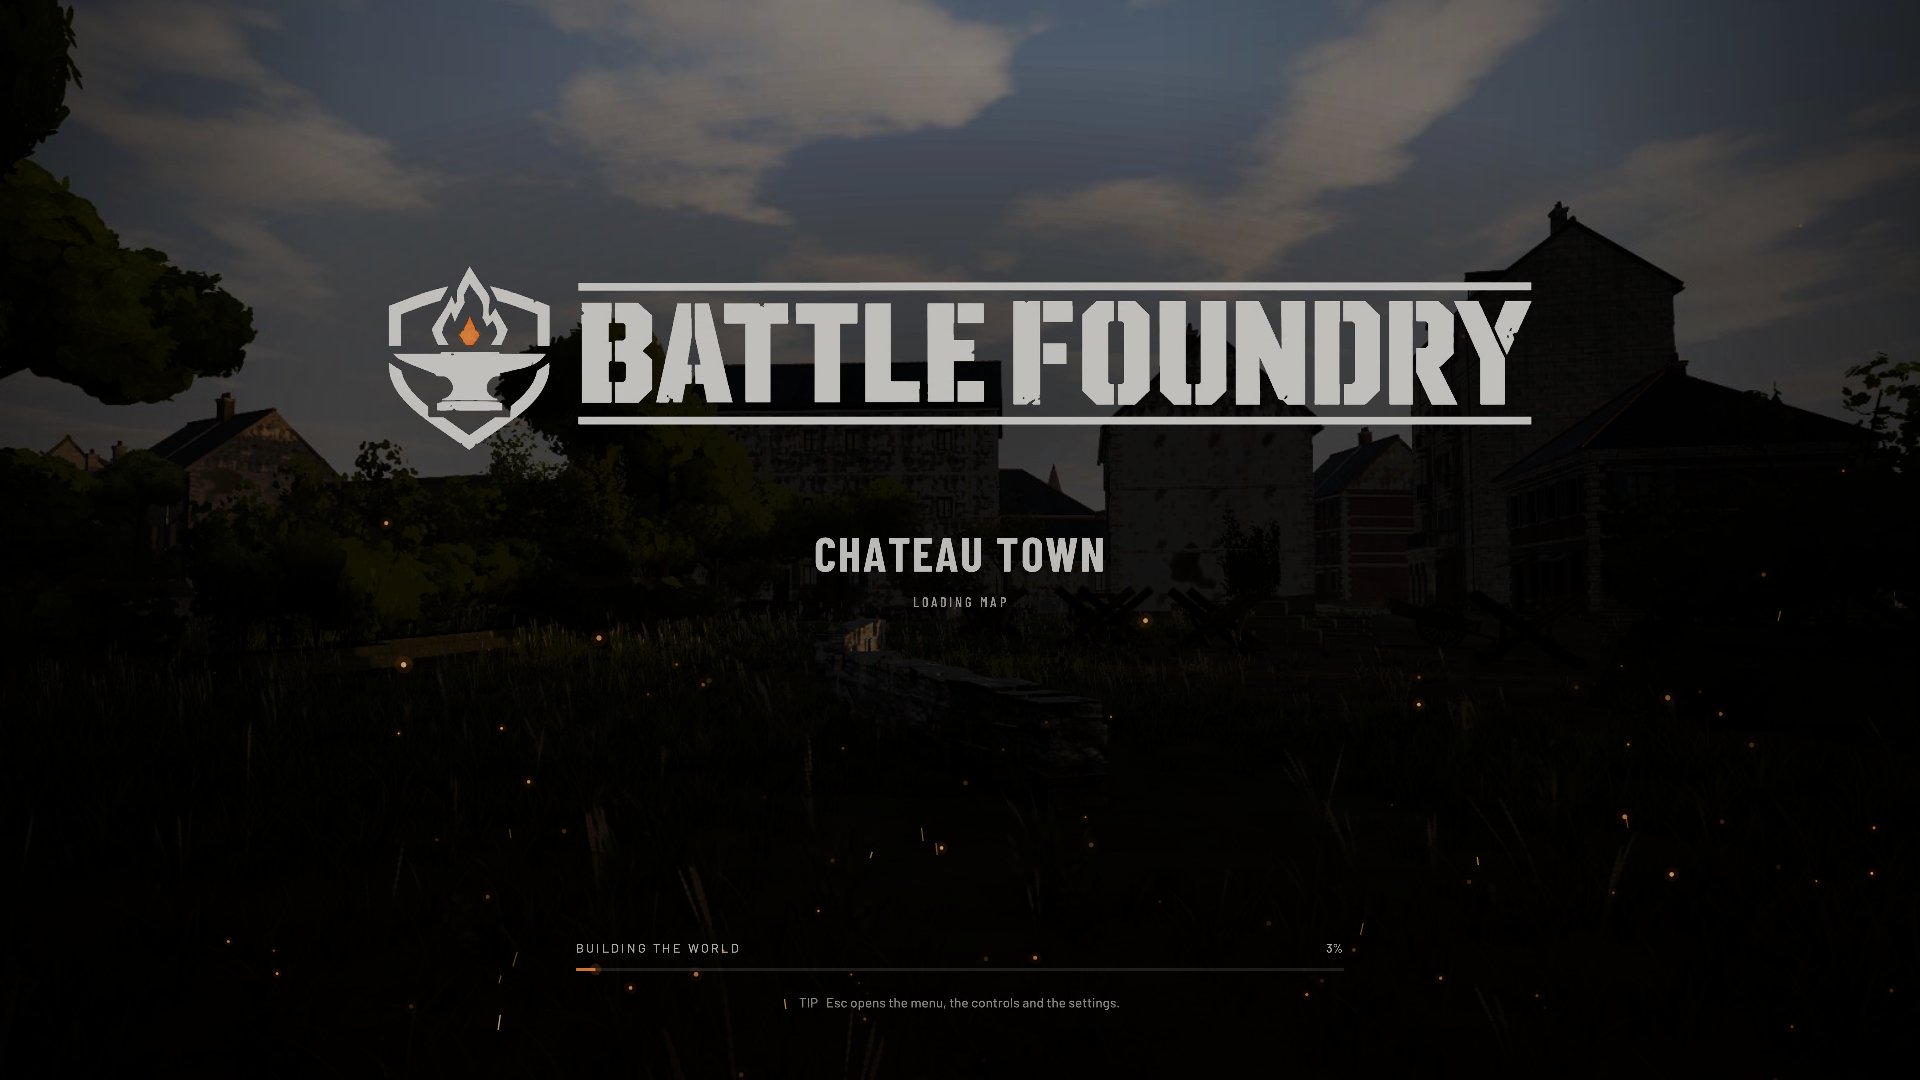 BATTLE FOUNDRY
CHATEAU TOWN
LOADING MAP
BUILDING THE WORLD 3%
TIP Esc opens the menu, the controls and the settings.